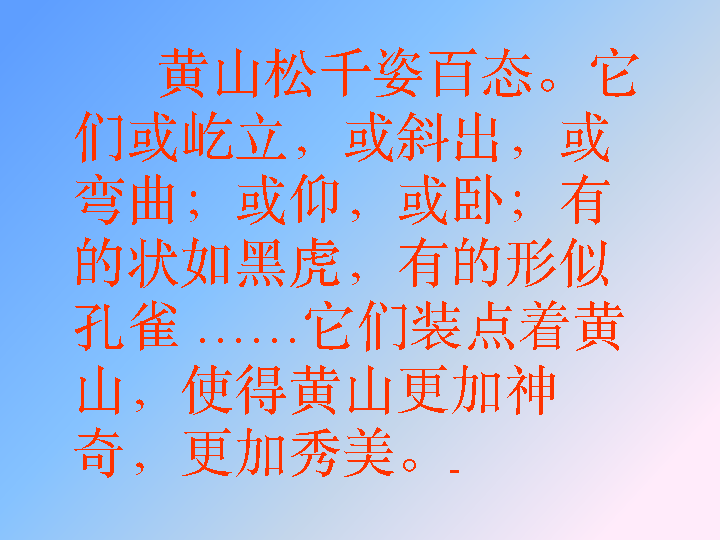 黄山松千姿百态。它
们或屹立，或斜出，或
弯曲；或仰，或卧；有
的状如黑虎，有的形似
孔雀 ……它们装点着黄
山，使得黄山更加神
奇，更加秀美。